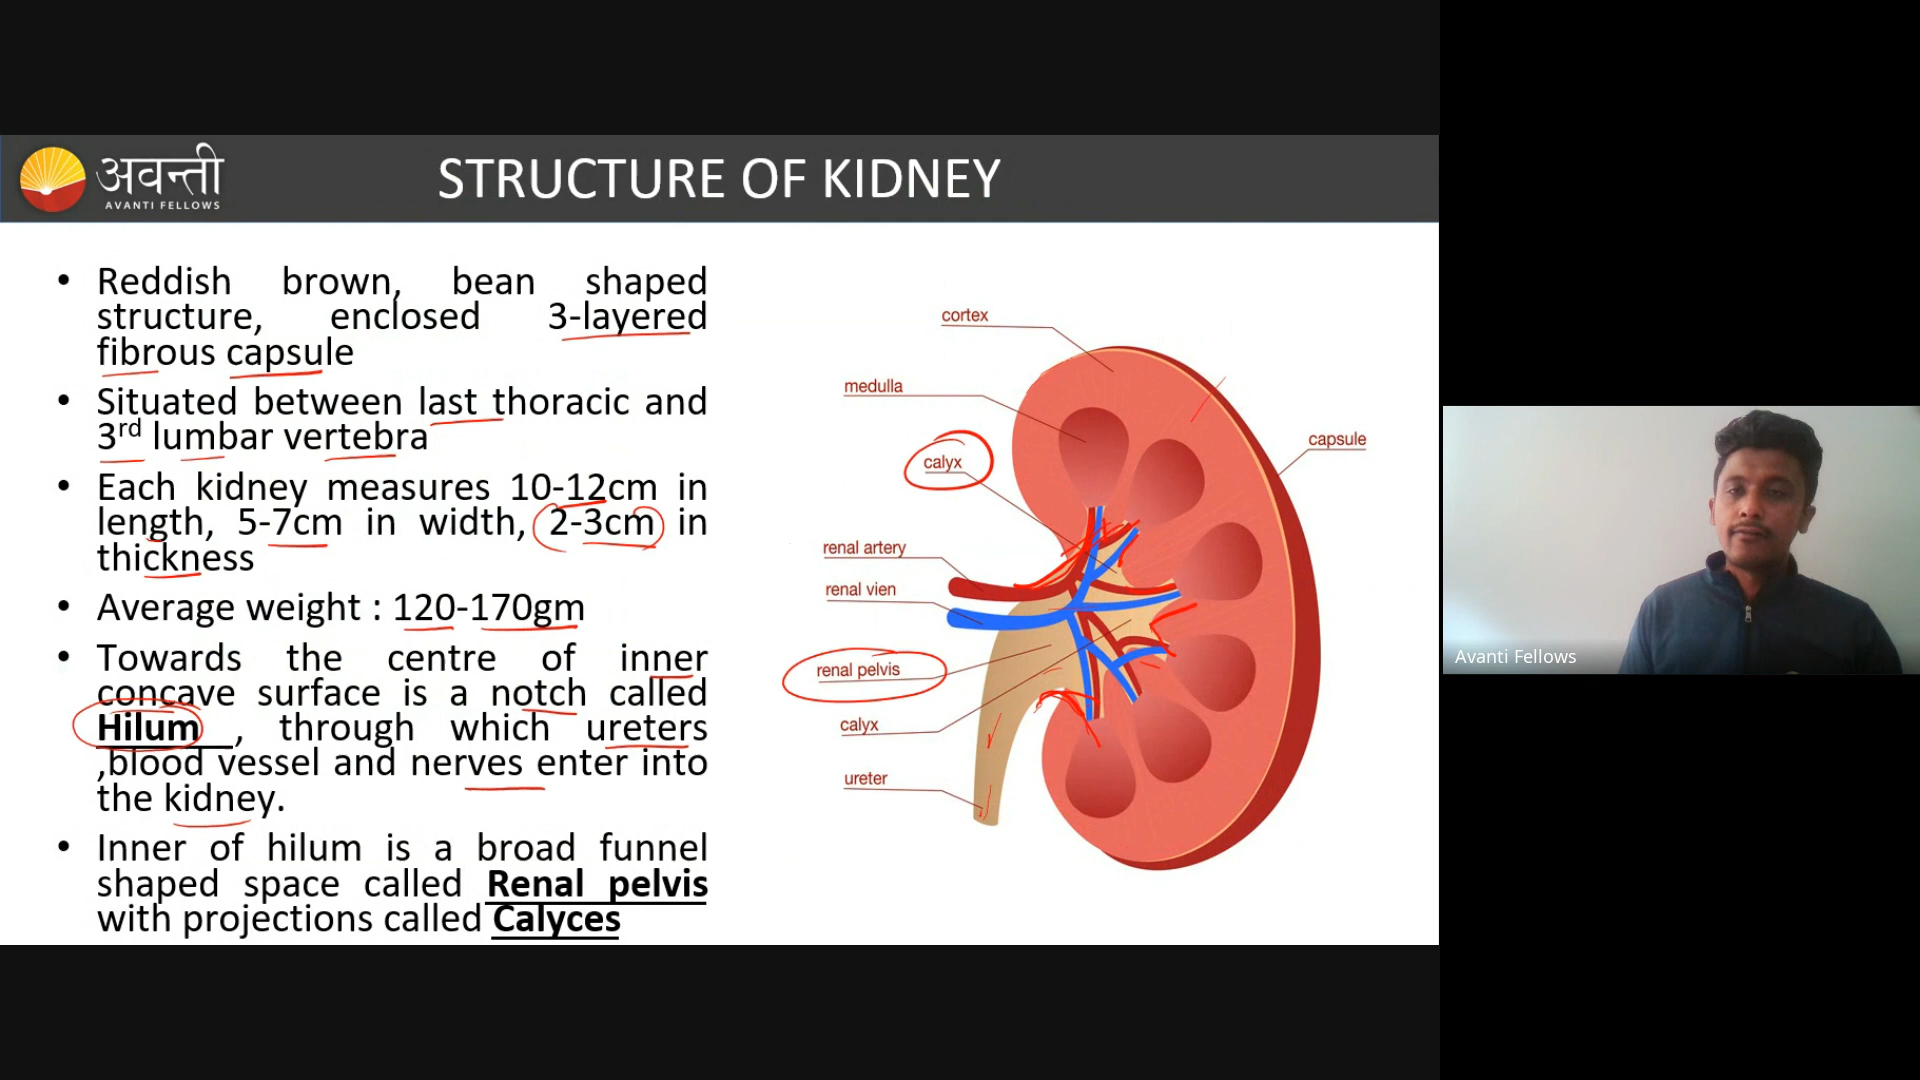 अवन्ती
AVANTI FELLOWS
STRUCTURE OF KIDNEY
• Reddish brown, bean shaped
structure, enclosed 3-layered
fibrous capsule
• Situated between last thoracic and
3rd lumbar vertebra
• Each kidney measures 10-12cm in
length, 5-7cm in width, 2-3cm in
thickness
• Average weight : 120-170gm
• Towards the centre of inner
concave surface is a notch called
Hilum , through which ureters
,blood vessel and nerves enter into
the kidney.
• Inner of hilum is a broad funnel
shaped space called Renal pelvis
with projections called Calyces
cortex
medulla
capsule
calyx
renal artery
renal vien
renal pelvis
calyx
ureter
Avanti Fellows